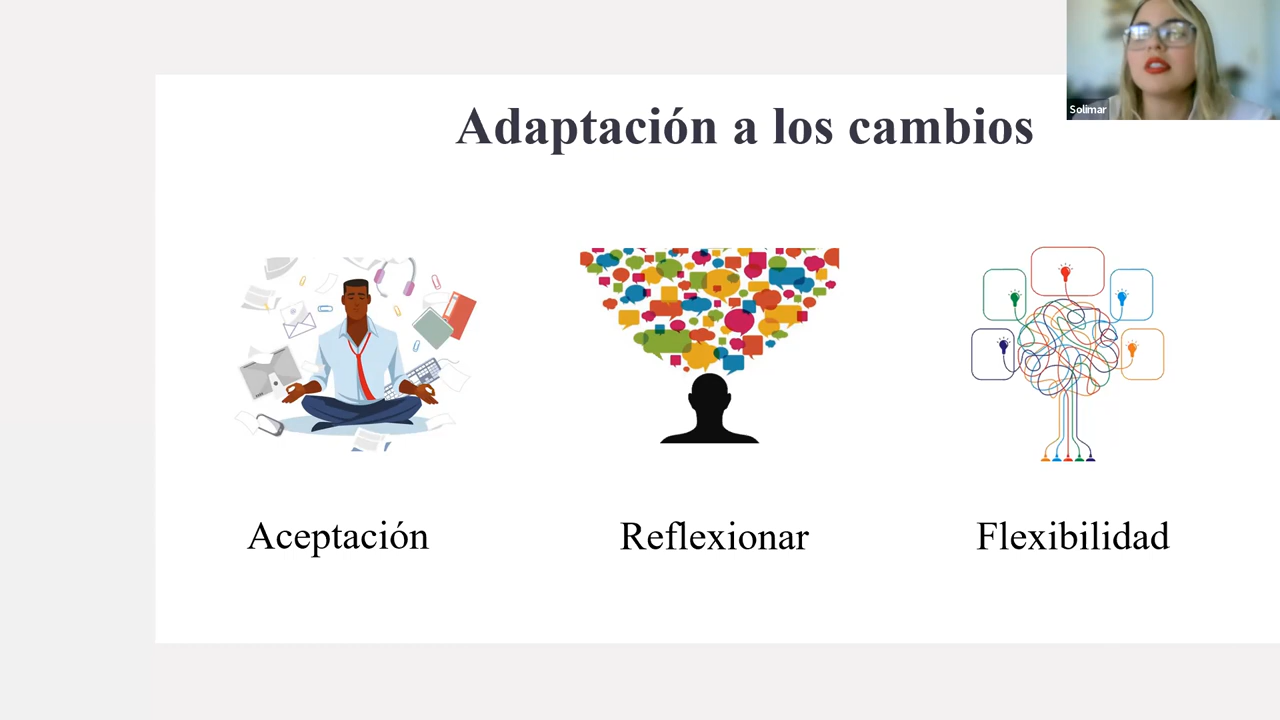 Solimar
Adaptación a los cambios
Aceptación
Reflexionar
Flexibilidad